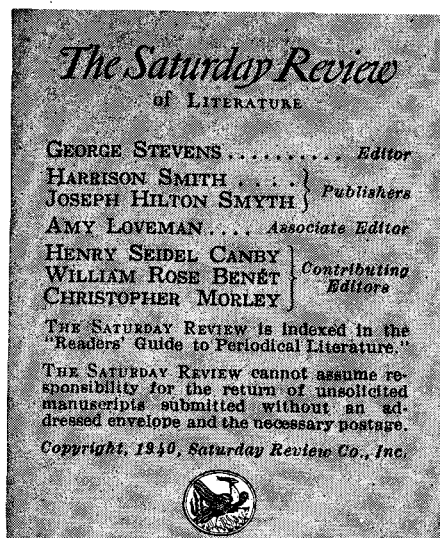 The Saturday Review
of LITERATURE
GEORGE STEVENS .......... Editor
HARRISON SMITH ....
JOSEPH HILTON SMYTH } Publishers
AMY LOVEMAN .... Associate Editor
HENRY SEIDEL CANBY
WILLIAM ROSE BENÉT } Contributing Editors
CHRISTOPHER MORLEY
THE SATURDAY REVIEW is indexed in the
"Readers' Guide to Periodical Literature."
THE SATURDAY REVIEW cannot assume re-
sponsibility for the return of unsolicited
manuscripts submitted without an ad-
dressed envelope and the necessary postage.
Copyright, 1940, Saturday Review Co., Inc.